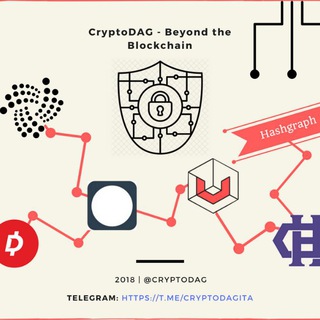 CryptoDAG - Beyond the
Blockchain
Hashgraph
2018 | @CRYPTODAG
TELEGRAM: HTTPS://T.ME/CRYPTODAGITA